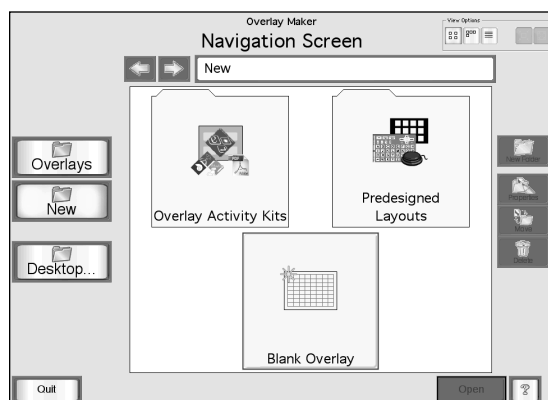 Overlay Maker
Navigation Screen
View Options
New
Overlays
New
Desktop...
Overlay Activity Kits
Predesigned
Layouts
Blank Overlay
New Folder
Properties
Delete
Quit
Open
?